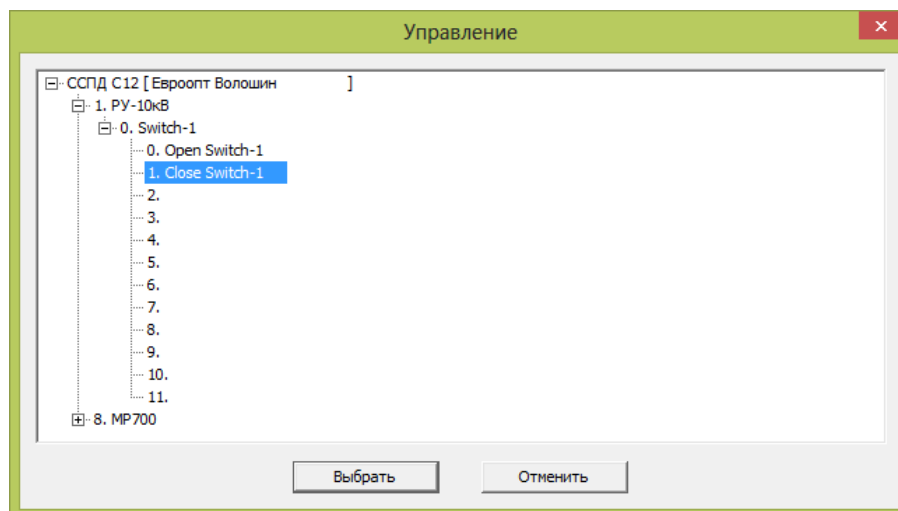 Управление
ССПД С12 [ Евроопт Волошин ]
1. РУ-10кВ
0. Switch-1
0. Open Switch-1
1. Close Switch-1
2.
3.
4.
5.
6.
7.
8.
9.
10.
11.
8. МР700
Выбрать Отменить